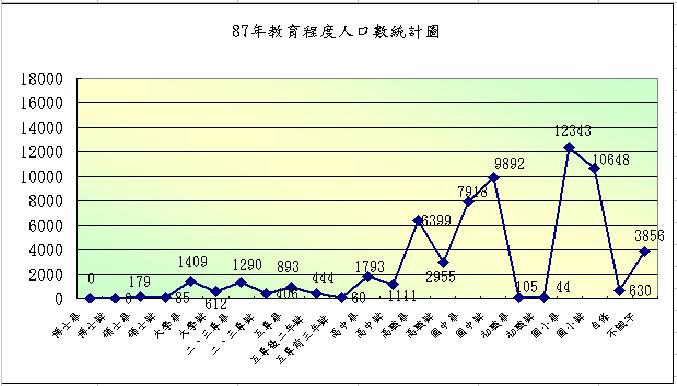 87年教育程度人口數統計圖
18000
16000
14000
12000
10000
8000
6000
4000
2000
0
0
0
179
85
1409
612
1290
406
893
444
60
1793
1111
6399
2955
7918
9892
105
44
12343
10648
630
3856
博士畢
博士肄
碩士畢
碩士肄
大學畢
大學肄
二、三專畢
二、三專肄
五專畢
五專後二年肄
五專前三年肄
高中畢
高中肄
高職畢
高職肄
國中畢
國中肄
初職畢
初職肄
國小畢
國小肄
自修
不識字